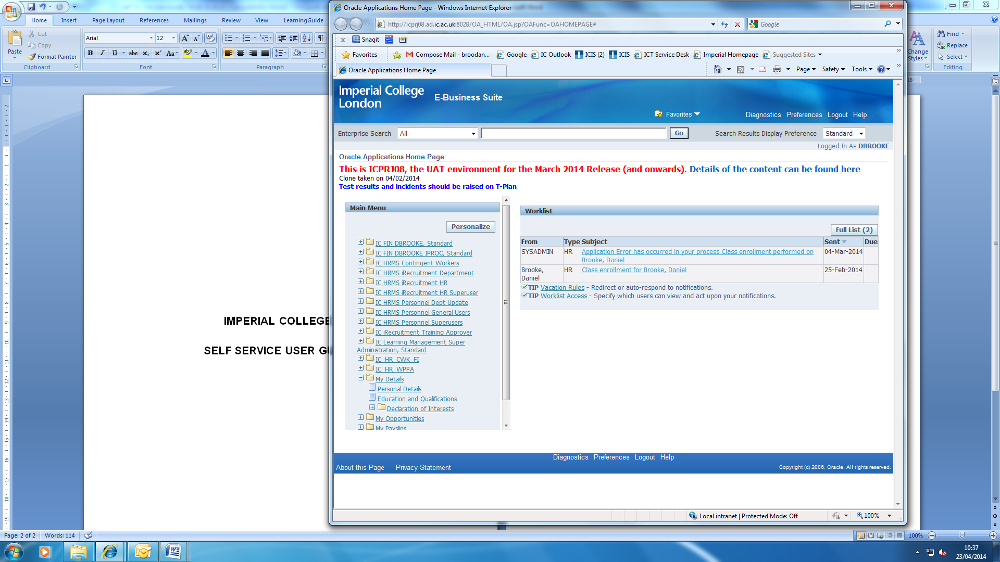 Oracle Applications Home Page - Windows Internet Explorer
Home Insert Page Layout References Mailings Review View LearningGuide
http://icprj08.ad.ic.ac.uk:8028/OA_HTML/OA.jsp?OAFunc=OAHOMEPAGE#
Google
Paste
Cut
Copy
Format Painter
Clipboard
Arial 12
Font
Paragraph
Change Styles
Find
Replace
Select
Editing
x Snagit
Favorites Compose Mail - broodan... Google IC Outlook ICIS (2) ICIS ICT Service Desk Imperial Homepage Suggested Sites
Oracle Applications Home Page
Page Safety Tools
Imperial College
London
E-Business Suite
Favorites Diagnostics Preferences Logout Help
Enterprise Search All Go Search Results Display Preference Standard
Logged In As DBROOKE
Oracle Applications Home Page
This is ICPRJ08, the UAT environment for the March 2014 Release (and onwards). Details of the content can be found here
Clone taken on 04/02/2014
Test results and incidents should be raised on T-Plan
Main Menu
Personalize
IC FIN DBROOKE, Standard
IC FIN DBROOKE IPROC, Standard
IC HRMS Contingent Workers
IC HRMS iRecruitment Department
IC HRMS iRecruitment HR
IC HRMS iRecruitment HR Superuser
IC HRMS Personnel Dept Update
IC HRMS Personnel General Users
IC HRMS Personnel Superusers
IC iRecruitment Training Approver
IC Learning Management Super
Administration, Standard
IC_HR_CWK_FI
IC_HR_WPPA
My Details
Personal Details
Education and Qualifications
Declaration of Interests
My Opportunities
My Payslips
Worklist
Full List (2)
From Type Subject Sent Due
SYSADMIN HR Application Error has occurred in your process Class enrollment performed on 04-Mar-2014
Brooke, Daniel
Brooke, HR Class enrollment for Brooke, Daniel 25-Feb-2014
Daniel
TIP Vacation Rules - Redirect or auto-respond to notifications.
TIP Worklist Access - Specify which users can view and act upon your notifications.
Diagnostics Preferences Logout Help
About this Page Privacy Statement
Copyright (c) 2006, Oracle. All rights reserved.
Local intranet | Protected Mode: Off 100%
IMPERIAL COLLEGE
SELF SERVICE USER GU
Page: 2 of 2 Words: 114
100%
10:37
23/04/2014